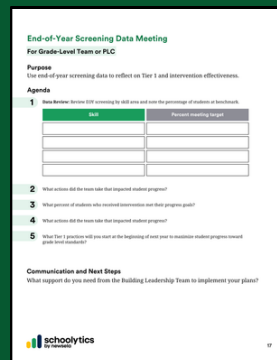 End-of-Year Screening Data Meeting
For Grade-Level Team or PLC
Purpose
Use end-of-year screening data to reflect on Tier 1 and intervention effectiveness.
Agenda
1 Data Review: Review EOY screening by skill area and note the percentage of students at benchmark.
Skill Percent meeting target
2 What actions did the team take that impacted student progress?
3 What percent of students who received intervention met their progress goals?
4 What actions did the team take that impacted student progress?
5 What Tier 1 practices will you start at the beginning of next year to maximize student progress toward
grade level standards?
Communication and Next Steps
What support do you need from the Building Leadership Team to implement your plans?
schoolytics
by newsela
17